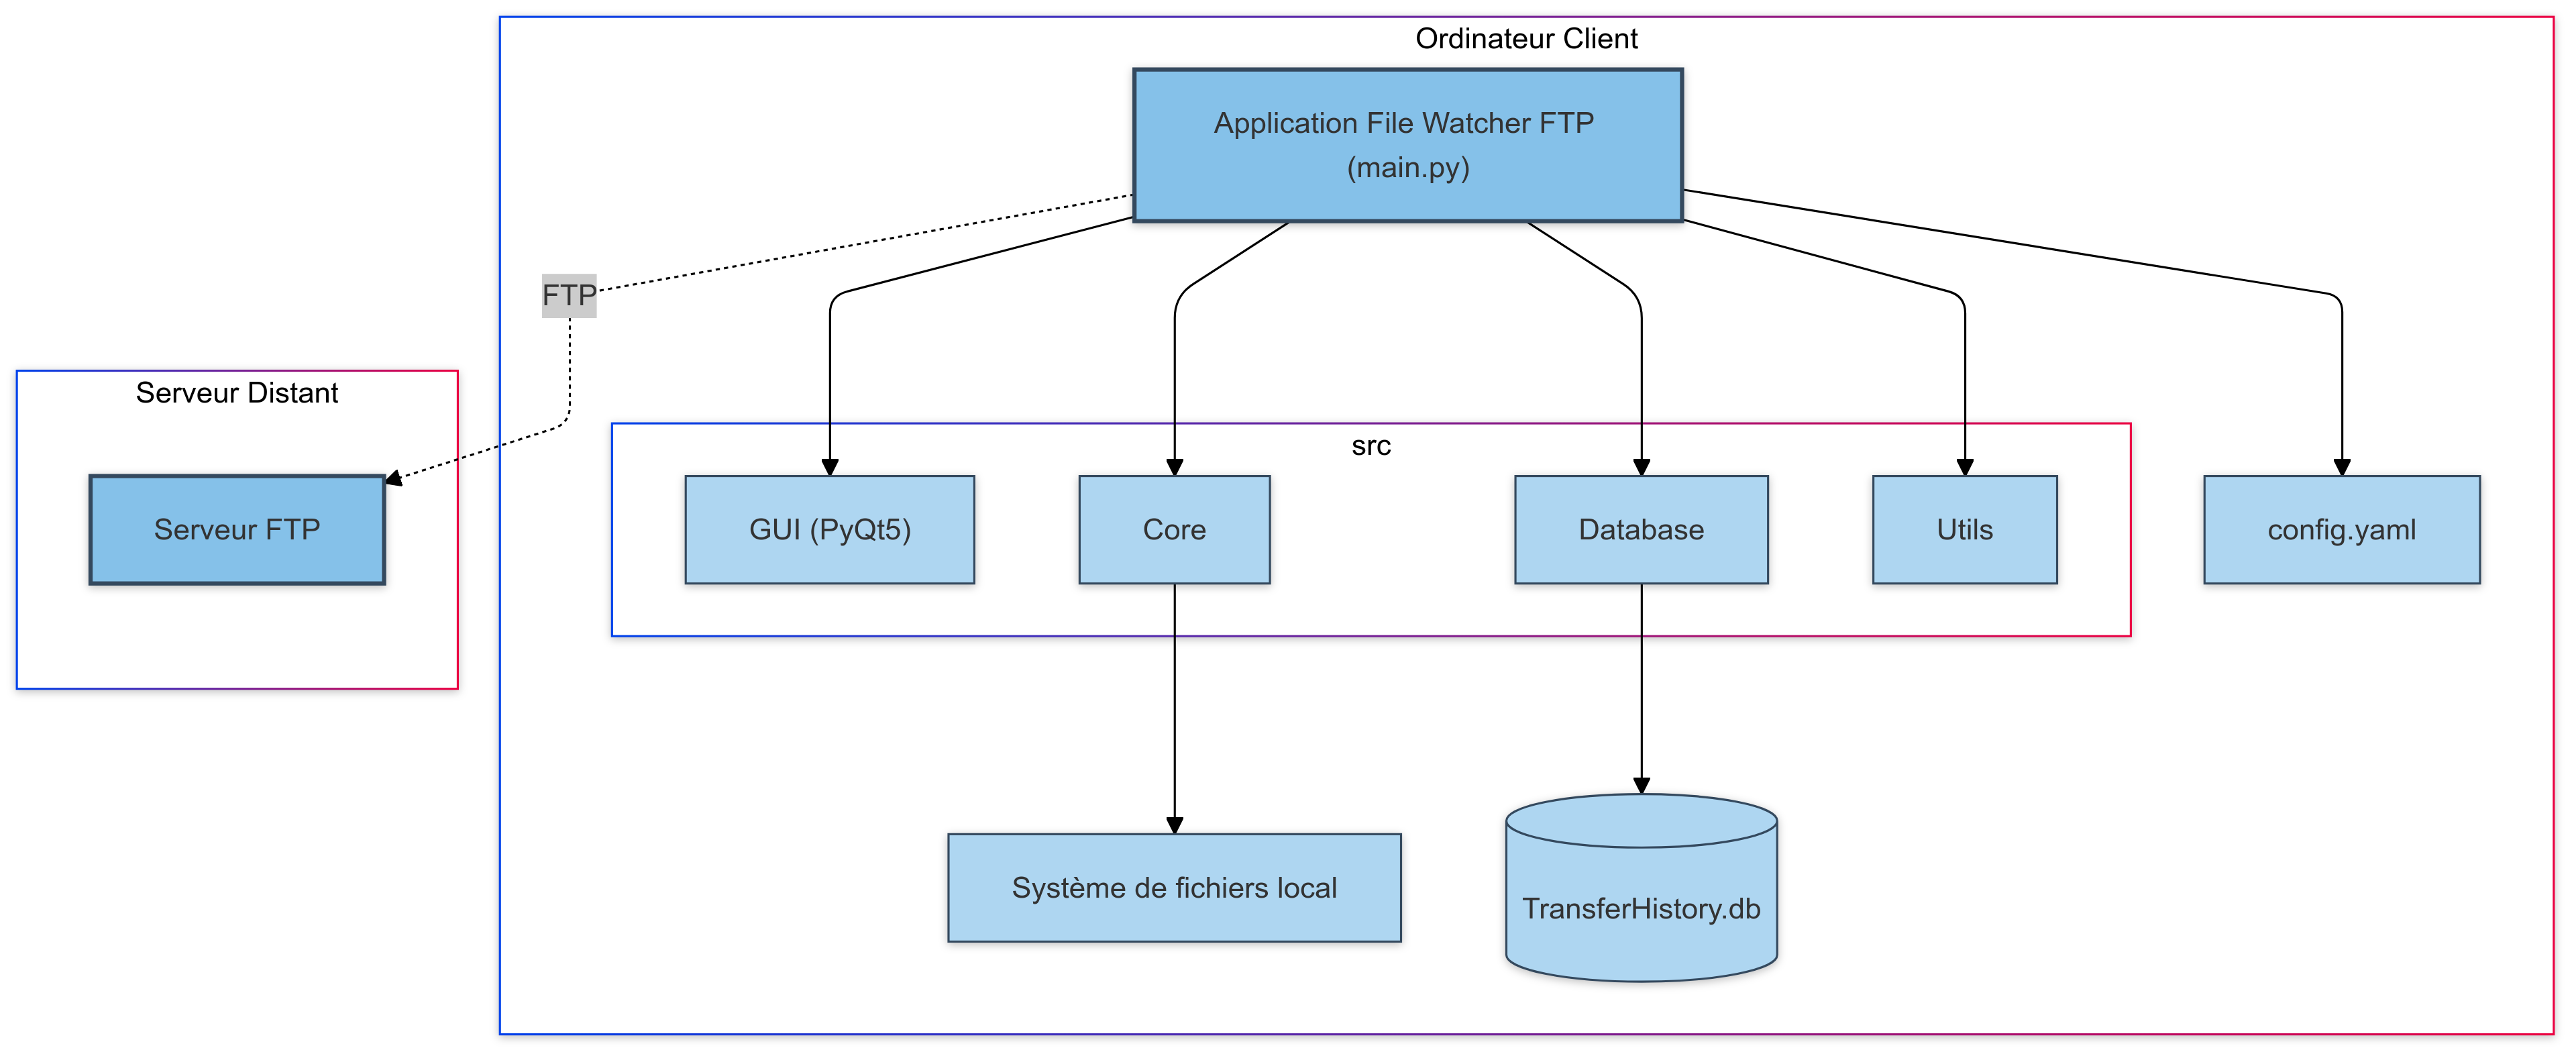 Ordinateur Client
Application File Watcher FTP
(main.py)
FTP
Serveur Distant
Serveur FTP
src
GUI (PyQt5)
Core
Database
Utils
config.yaml
Système de fichiers local
TransferHistory.db